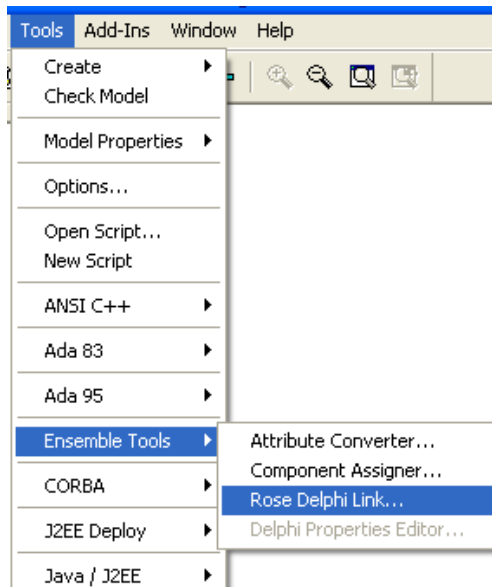 Tools Add-Ins Window Help
Create
Check Model
Model Properties
Options...
Open Script...
New Script
ANSI C++
Ada 83
Ada 95
Ensemble Tools
Attribute Converter...
Component Assigner...
Rose Delphi Link...
Delphi Properties Editor...
CORBA
J2EE Deploy
Java / J2EE